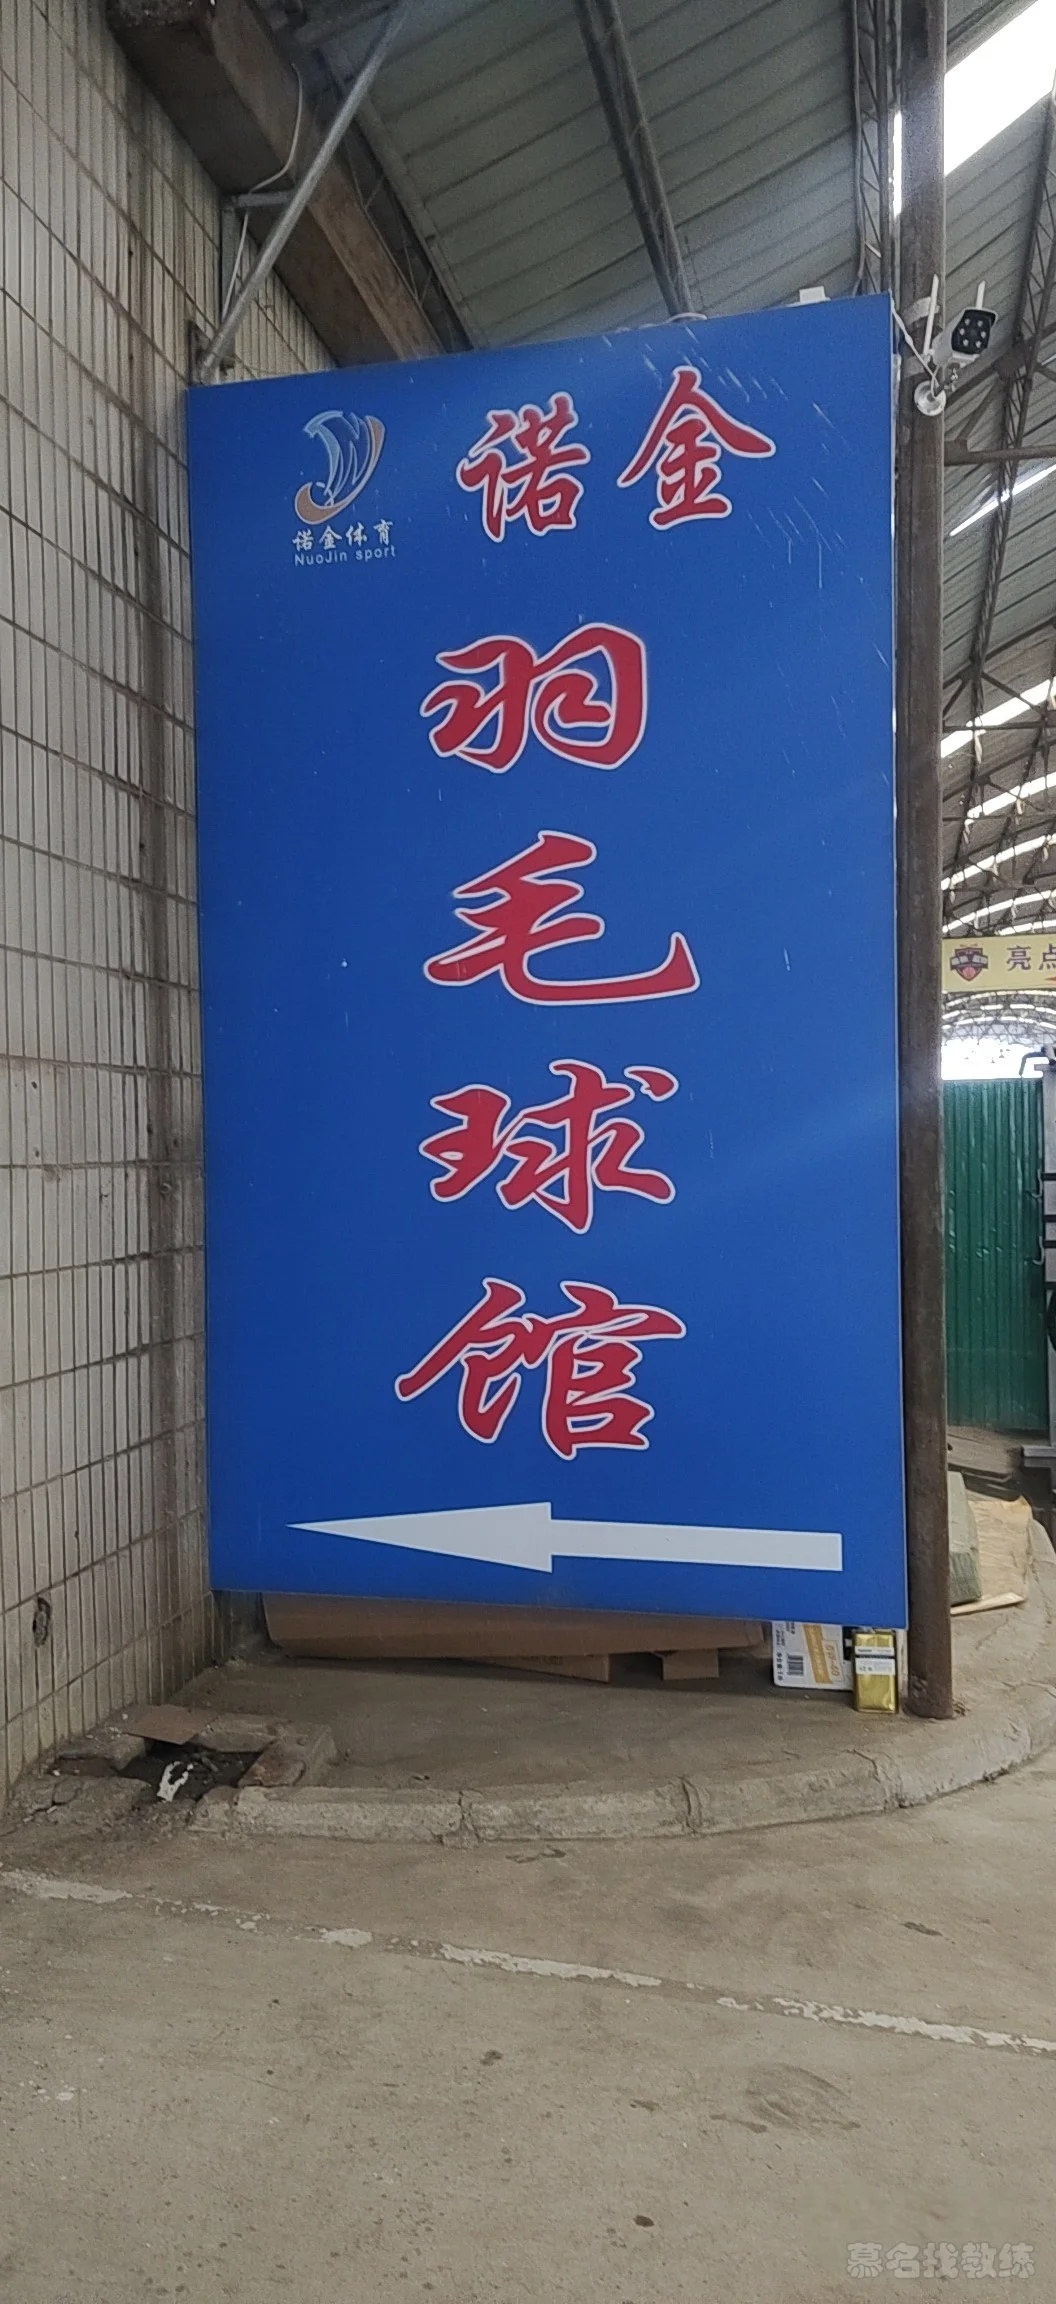 诺金
诺金体育
NuoJin sport
羽
毛
球
馆
亮点
慕名找教练